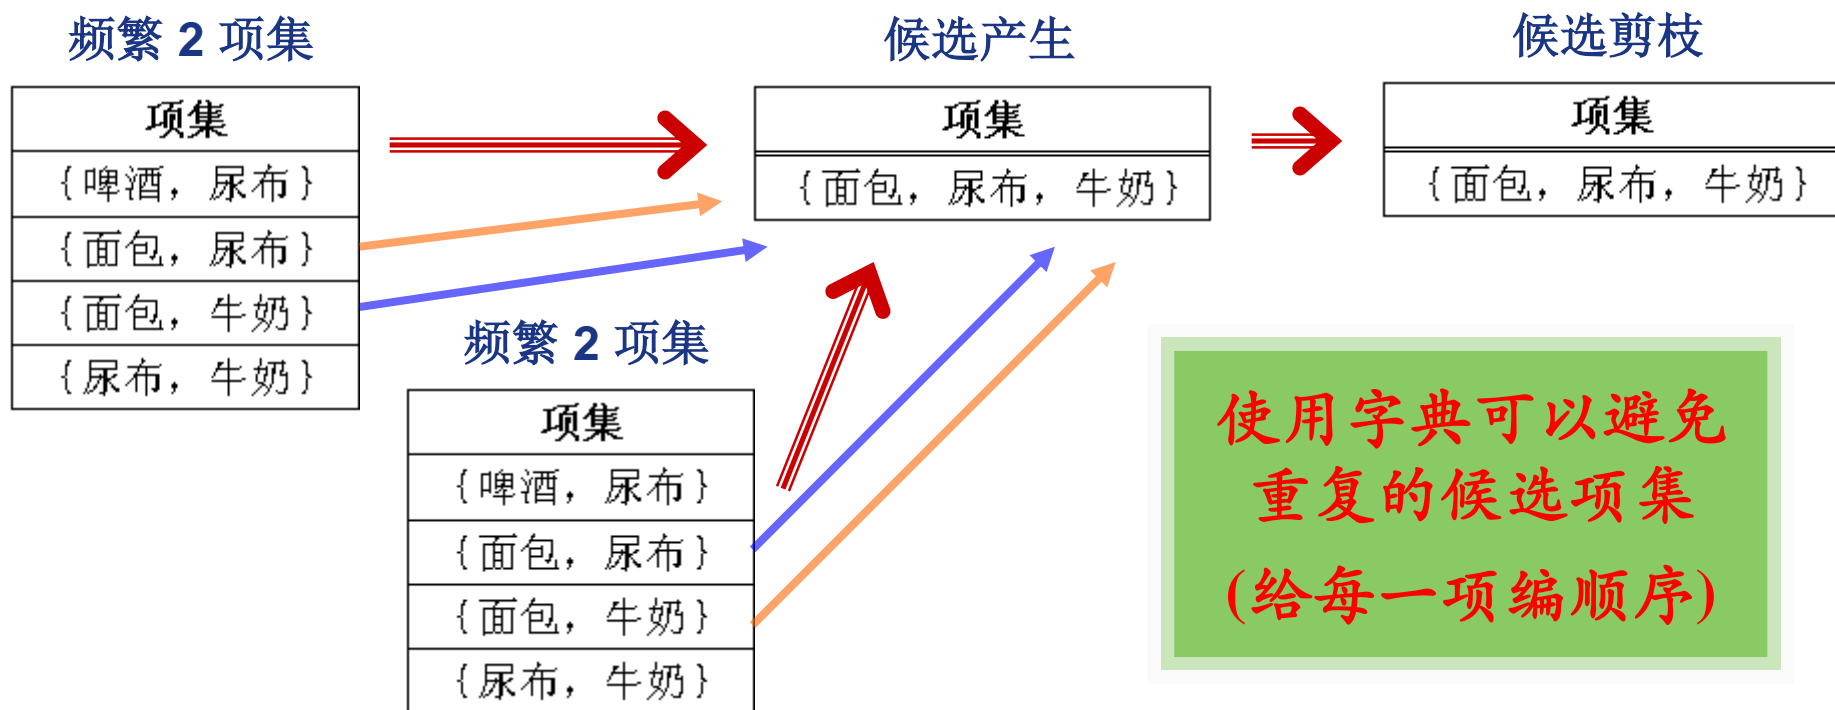 频繁 2 项集
项集
{啤酒，尿布}
{面包，尿布}
{面包，牛奶}
{尿布，牛奶}
频繁 2 项集
项集
{啤酒，尿布}
{面包，尿布}
{面包，牛奶}
{尿布，牛奶}
候选产生
项集
{面包，尿布，牛奶}
候选剪枝
项集
{面包，尿布，牛奶}
使用字典可以避免
重复的候选项集
(给每一项编顺序)